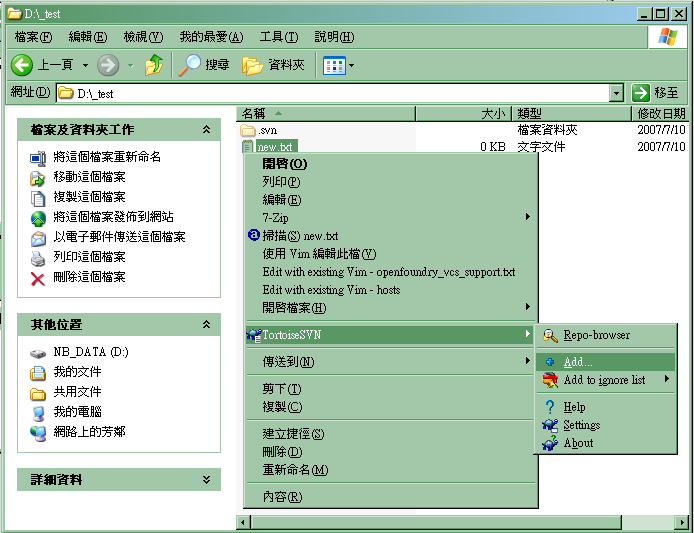 D:\_test
檔案(F) 編輯(E) 檢視(V) 我的最愛(A) 工具(T) 說明(H)
上一頁 搜尋 資料夾
網址(D) D:\_test 移至
檔案及資料夾工作
將這個檔案重新命名
移動這個檔案
複製這個檔案
將這個檔案發佈到網站
以電子郵件傳送這個檔案
列印這個檔案
刪除這個檔案
其他位置
NB_DATA (D:)
我的文件
共用文件
我的電腦
網路上的芳鄰
詳細資料
名稱 大小 類型 修改日期
.svn 檔案資料夾 2007/7/10
new.txt 0 KB 文字文件 2007/7/10
開啓(O)
列印(P)
編輯(E)
7-Zip
掃描(S) new.txt
使用 Vim 編輯此檔(V)
Edit with existing Vim - openfoundry_vcs_support.txt
Edit with existing Vim - hosts
開啓檔案(H)
TortoiseSVN
傳送到(N)
剪下(T)
複製(C)
建立捷徑(S)
刪除(D)
重新命名(M)
內容(R)
Repo-browser
Add...
Add to ignore list
Help
Settings
About